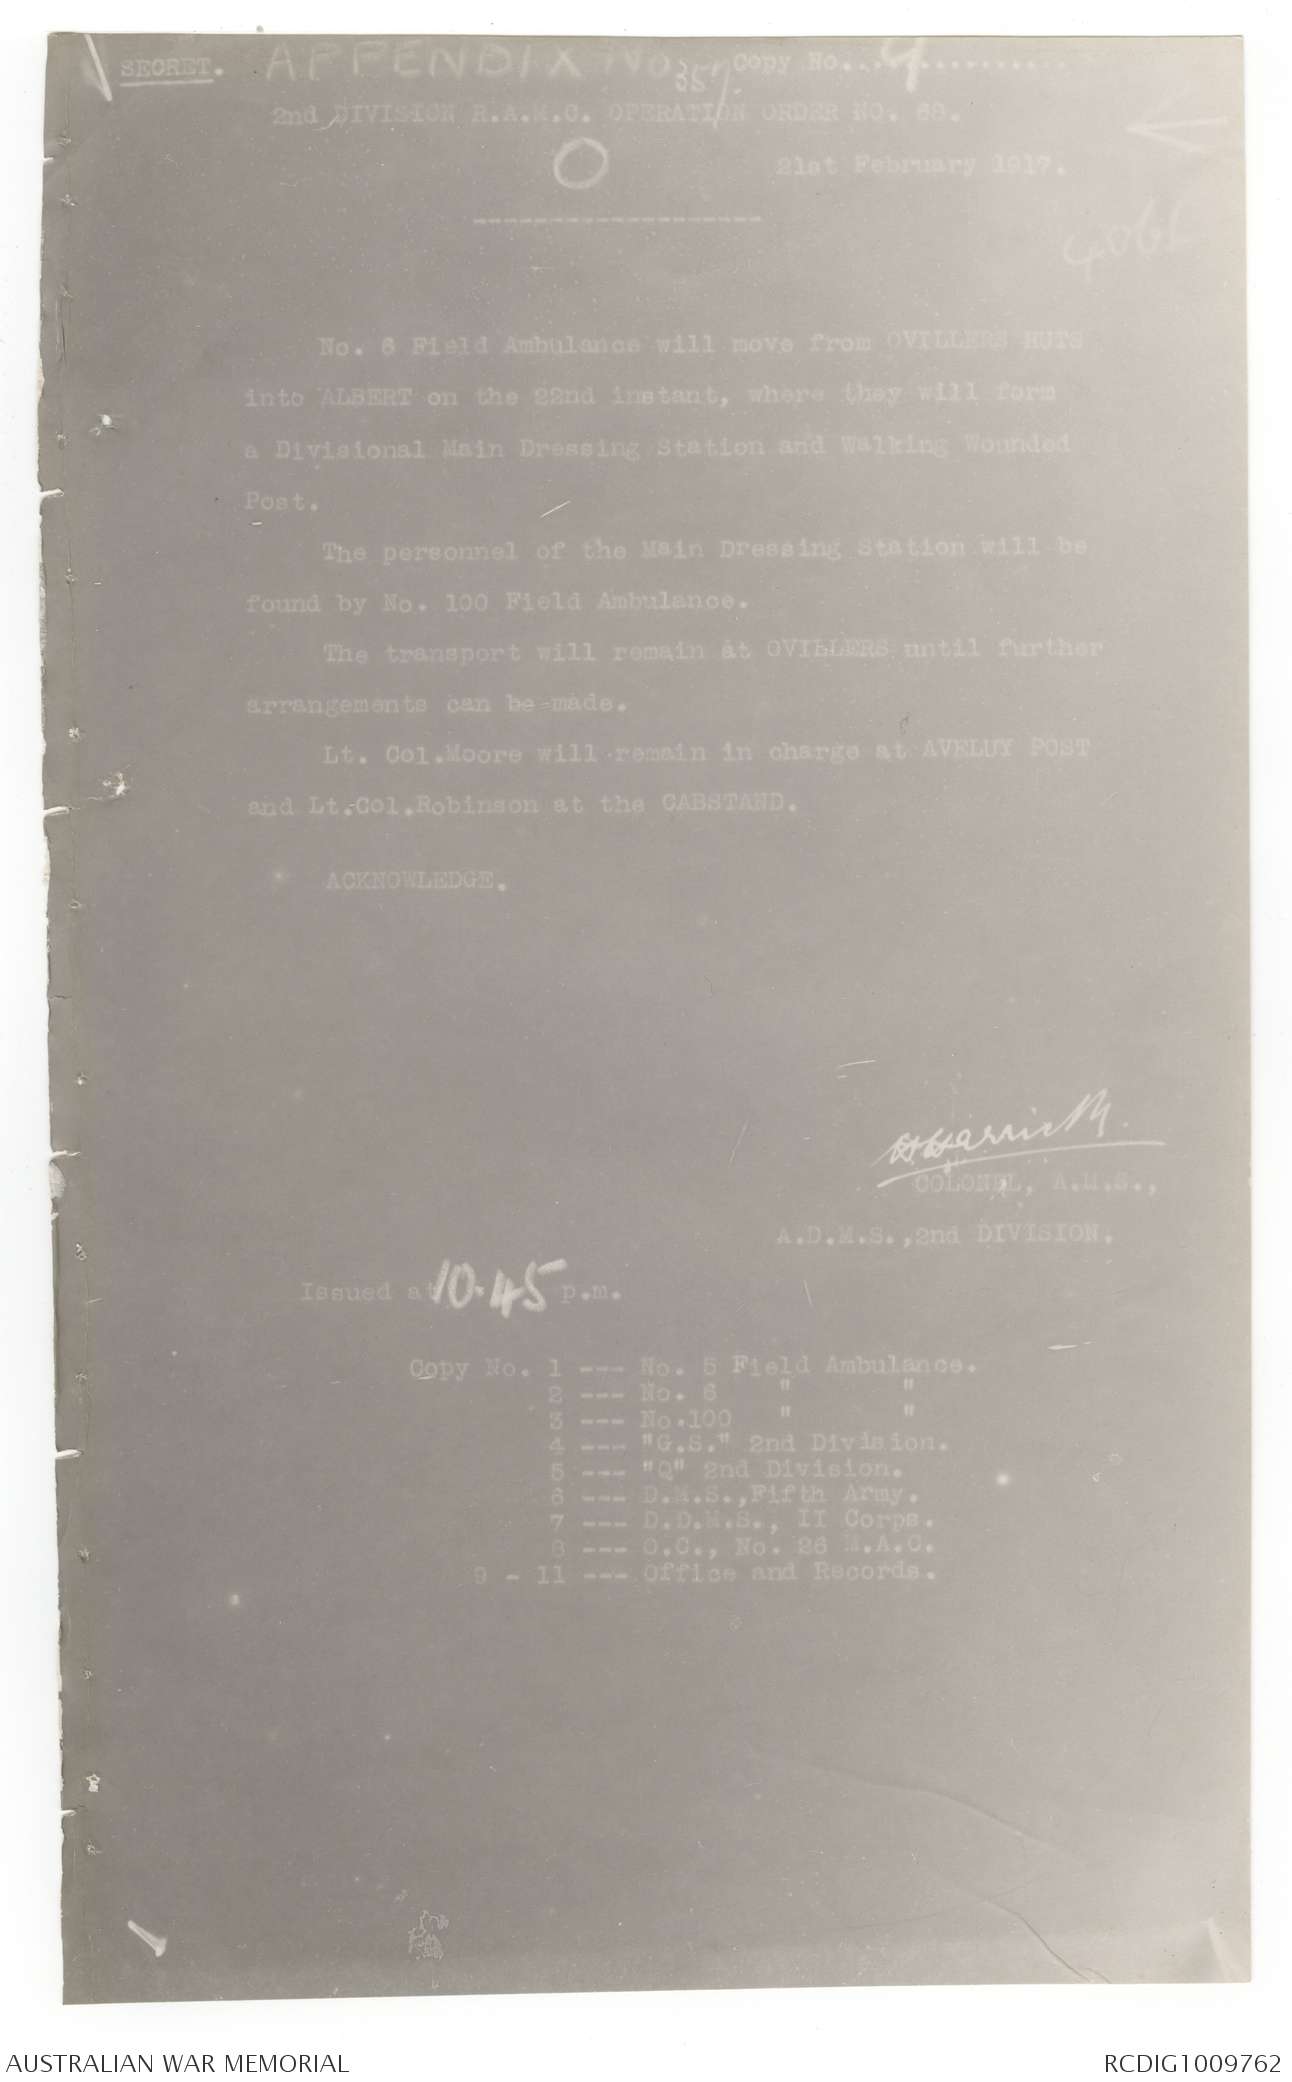 SECRET. APPENDIX No 357. Copy No...4...........
2nd DIVISION R.A.M.C. OPERATION ORDER NO. 68.
21st February 1917.
-------------------
No. 6 Field Ambulance will move from OVILLERS HUTS
into ALBERT on the 22nd instant, where they will form
a Divisional Main Dressing Station and Walking Wounded
Post.
The personnel of the Main Dressing Station will be
found by No. 100 Field Ambulance.
The transport will remain at OVILLERS until further
arrangements can be made.
Lt. Col.Moore will remain in charge at AVELUY POST
and Lt.Col.Robinson at the CABSTAND.
ACKNOWLEDGE.
COLONEL, A.M.S.,
A.D.M.S.,2nd DIVISION.
Issued at 10.45 p.m.
Copy No. 1 --- No. 5 Field Ambulance.
2 --- No. 6 " "
3 --- No.100 " "
4 --- "G.S." 2nd Division.
5 --- "Q" 2nd Division.
6 --- D.M.S.,Fifth Army.
7 --- D.D.M.S., II Corps.
8 --- O.C., No. 26 M.A.C.
9 - 11 --- Office and Records.
AUSTRALIAN WAR MEMORIAL
RCDIG1009762